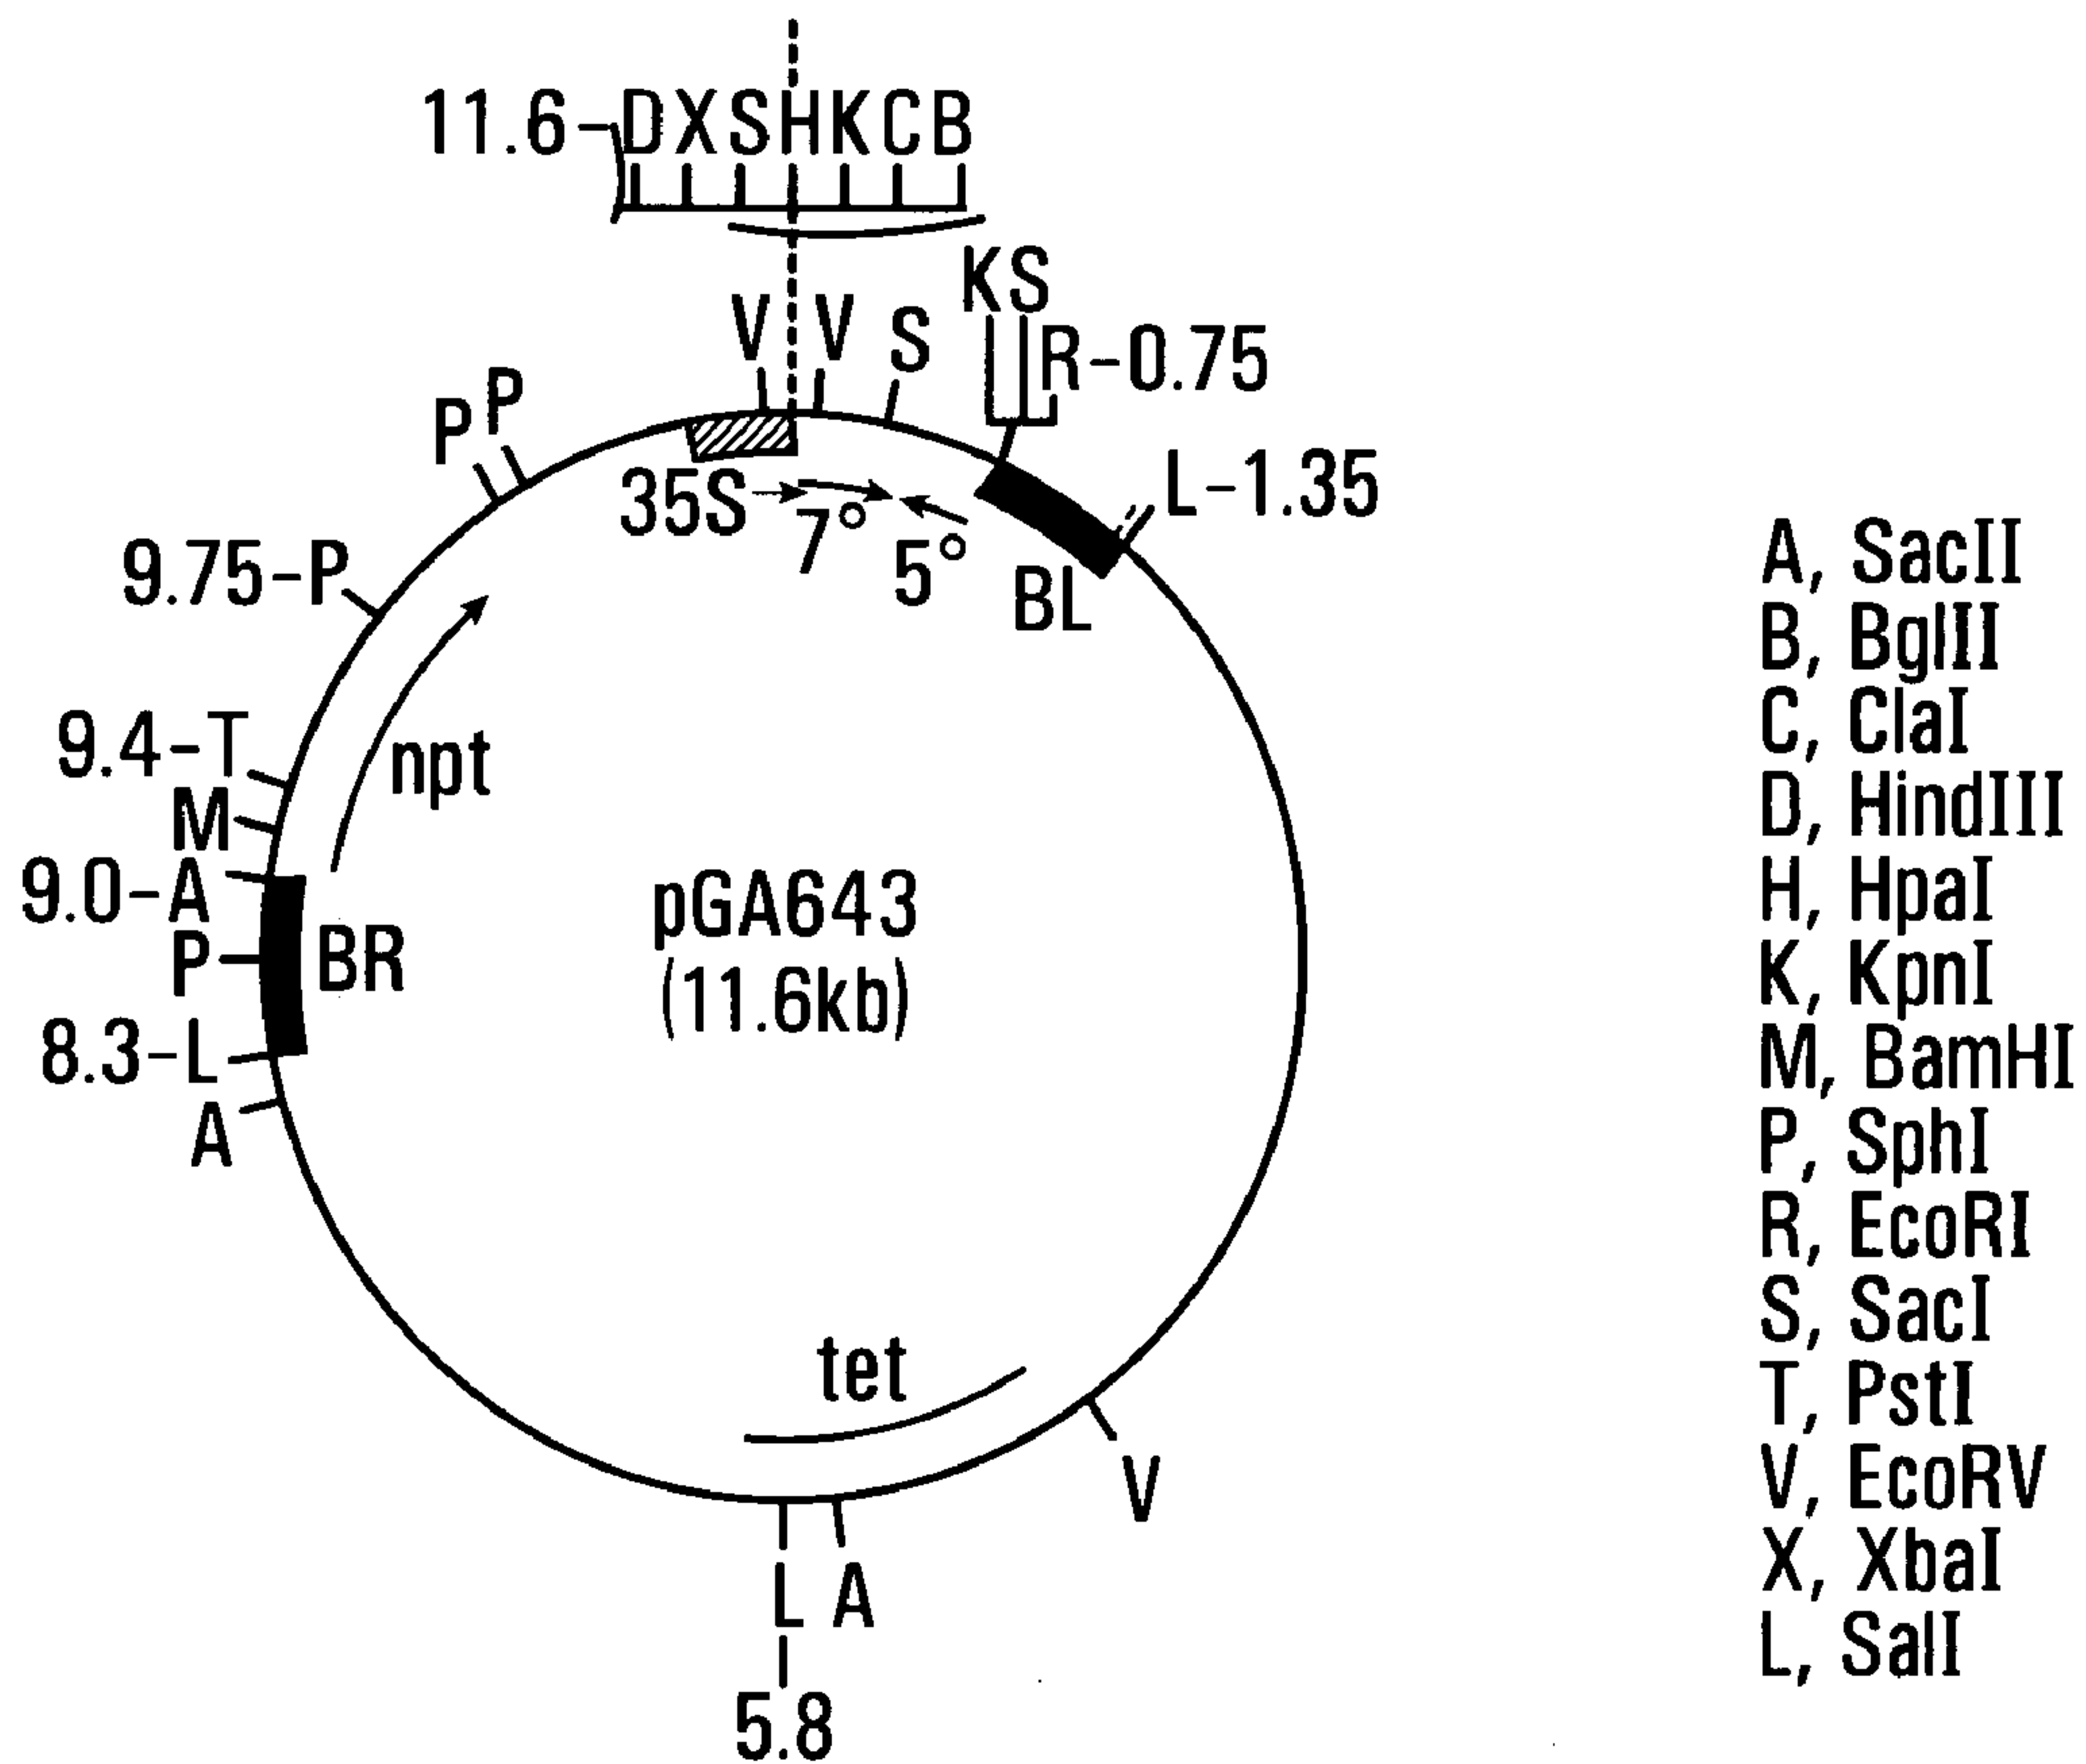 11.6-DXSHKCB
KS
V V S
R-0.75
P P
35S
7°
5°
L-1.35
9.75-P
BL
9.4-T
npt
M
9.0-A
P
BR
pGA643
(11.6kb)
8.3-L
A
tet
V
L A
5.8
A, SacII
B, BglII
C, ClaI
D, HindIII
H, HpaI
K, KpnI
M, BamHI
P, SphI
R, EcoRI
S, SacI
T, PstI
V, EcoRV
X, XbaI
L, SalI